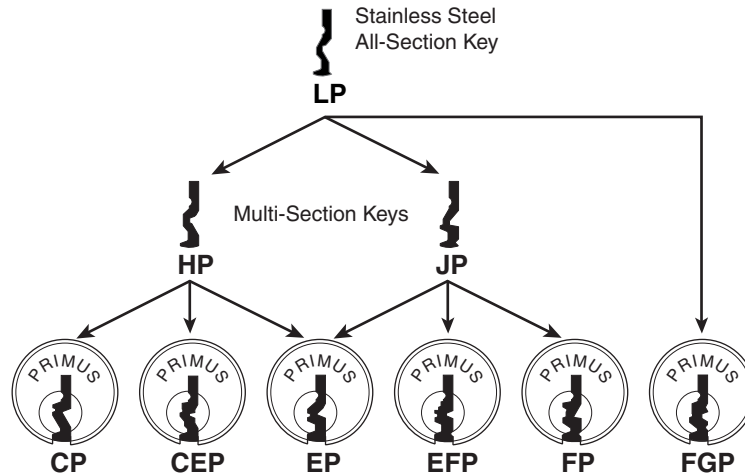 Stainless Steel
All-Section Key
LP
Multi-Section Keys
HP
JP
PRIMUS
PRIMUS
PRIMUS
PRIMUS
PRIMUS
PRIMUS
CP
CEP
EP
EFP
FP
FGP